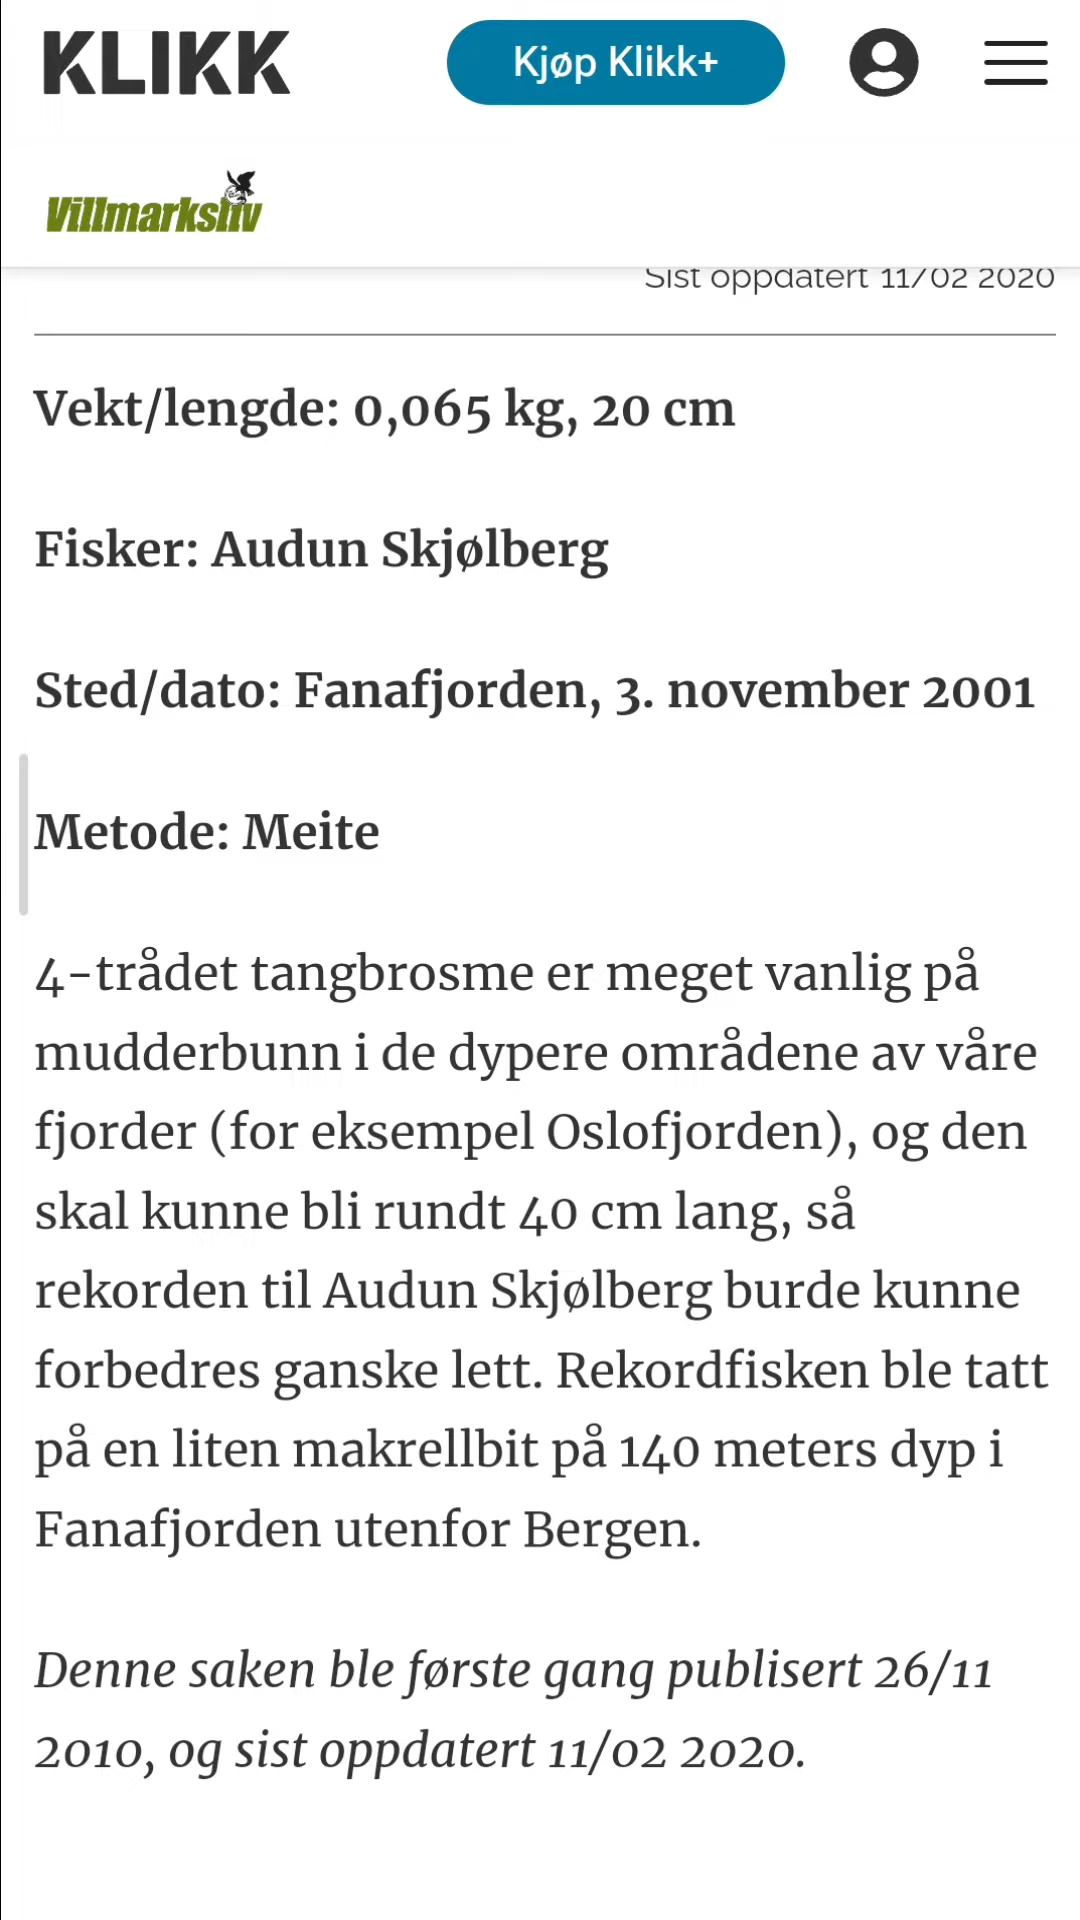 KLIKK
Kjøp Klikk+
Villmarksliv
Sist oppdatert 11/02 2020
Vekt/lengde: 0,065 kg, 20 cm
Fisker: Audun Skjølberg
Sted/dato: Fanafjorden, 3. november 2001
Metode: Meite
4-trådet tangbrosme er meget vanlig på
mudderbunn i de dypere områdene av våre
fjorder (for eksempel Oslofjorden), og den
skal kunne bli rundt 40 cm lang, så
rekorden til Audun Skjølberg burde kunne
forbedres ganske lett. Rekordfisken ble tatt
på en liten makrellbit på 140 meters dyp i
Fanafjorden utenfor Bergen.
Denne saken ble første gang publisert 26/11
2010, og sist oppdatert 11/02 2020.